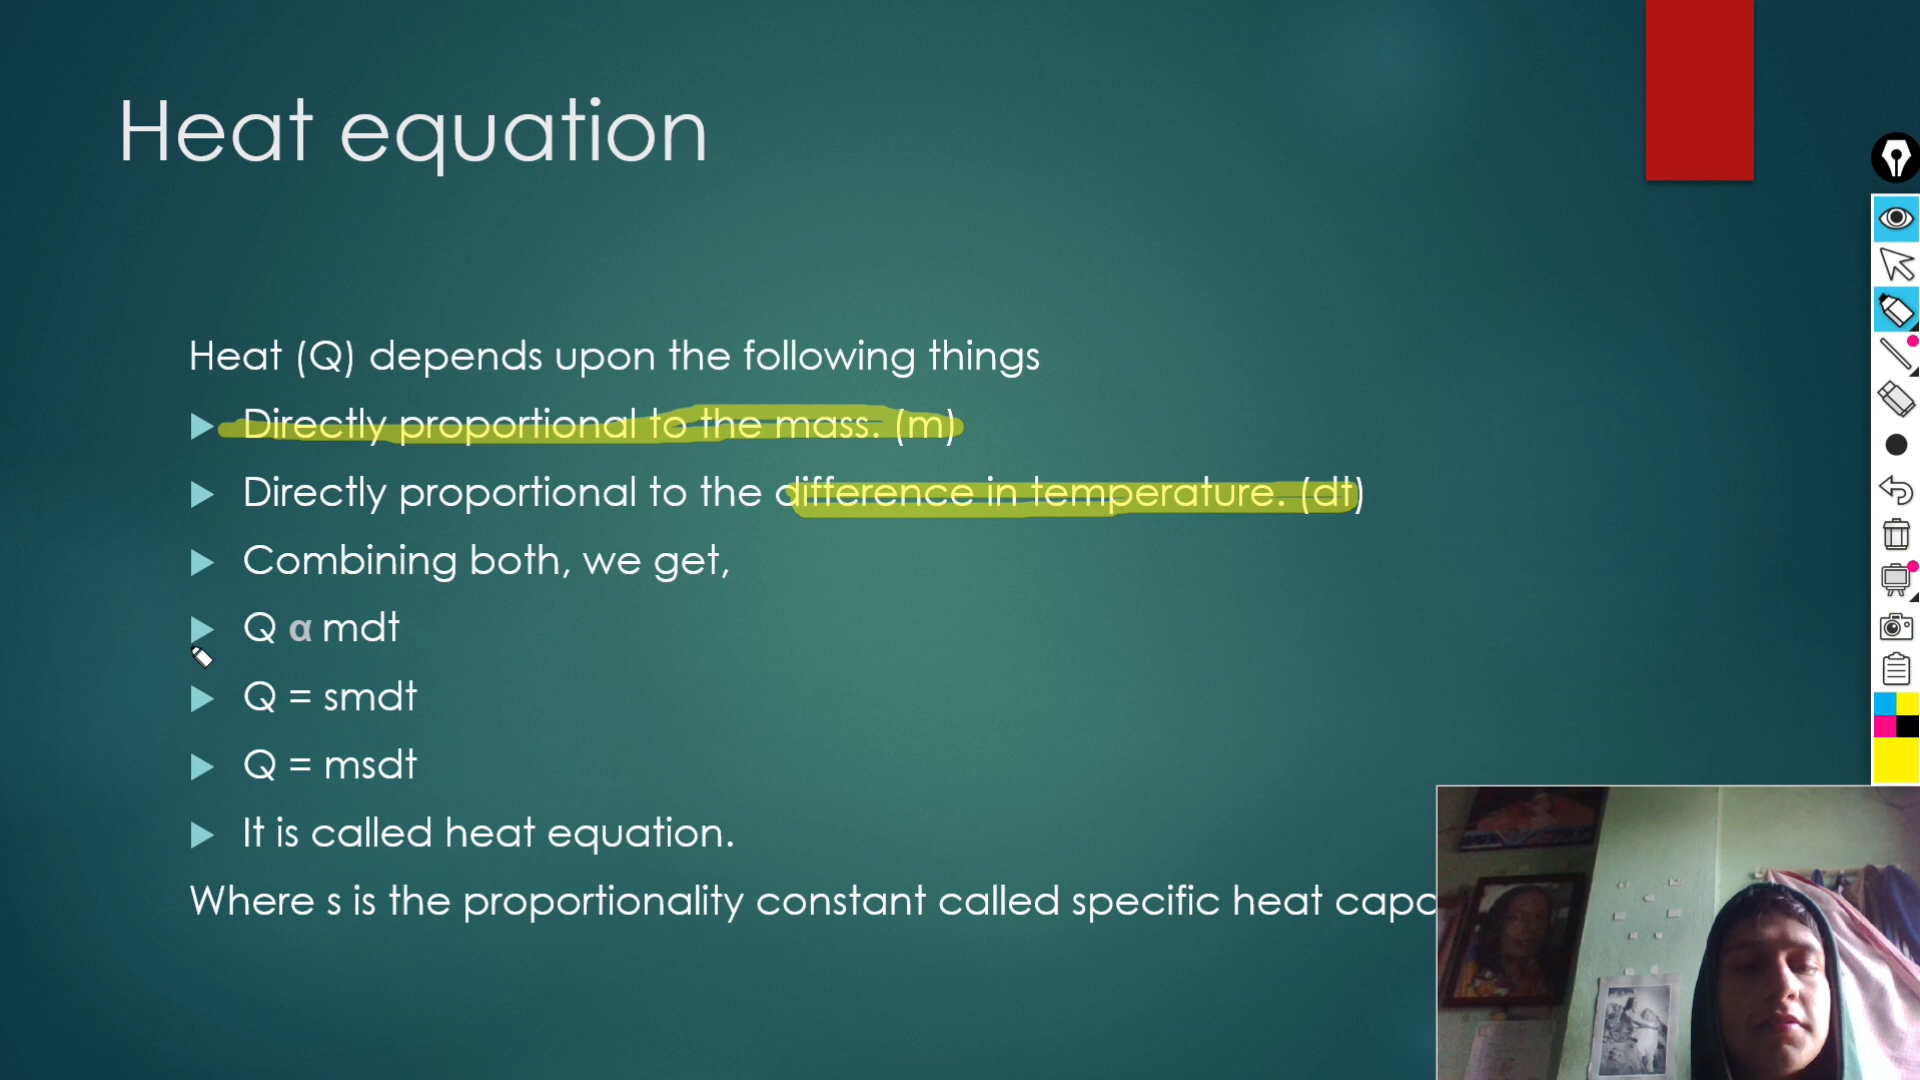 Heat equation
Heat (Q) depends upon the following things
Directly proportional to the mass. (m)
Directly proportional to the difference in temperature. (dt)
Combining both, we get,
Q α mdt
Q = smdt
Q = msdt
It is called heat equation.
Where s is the proportionality constant called specific heat